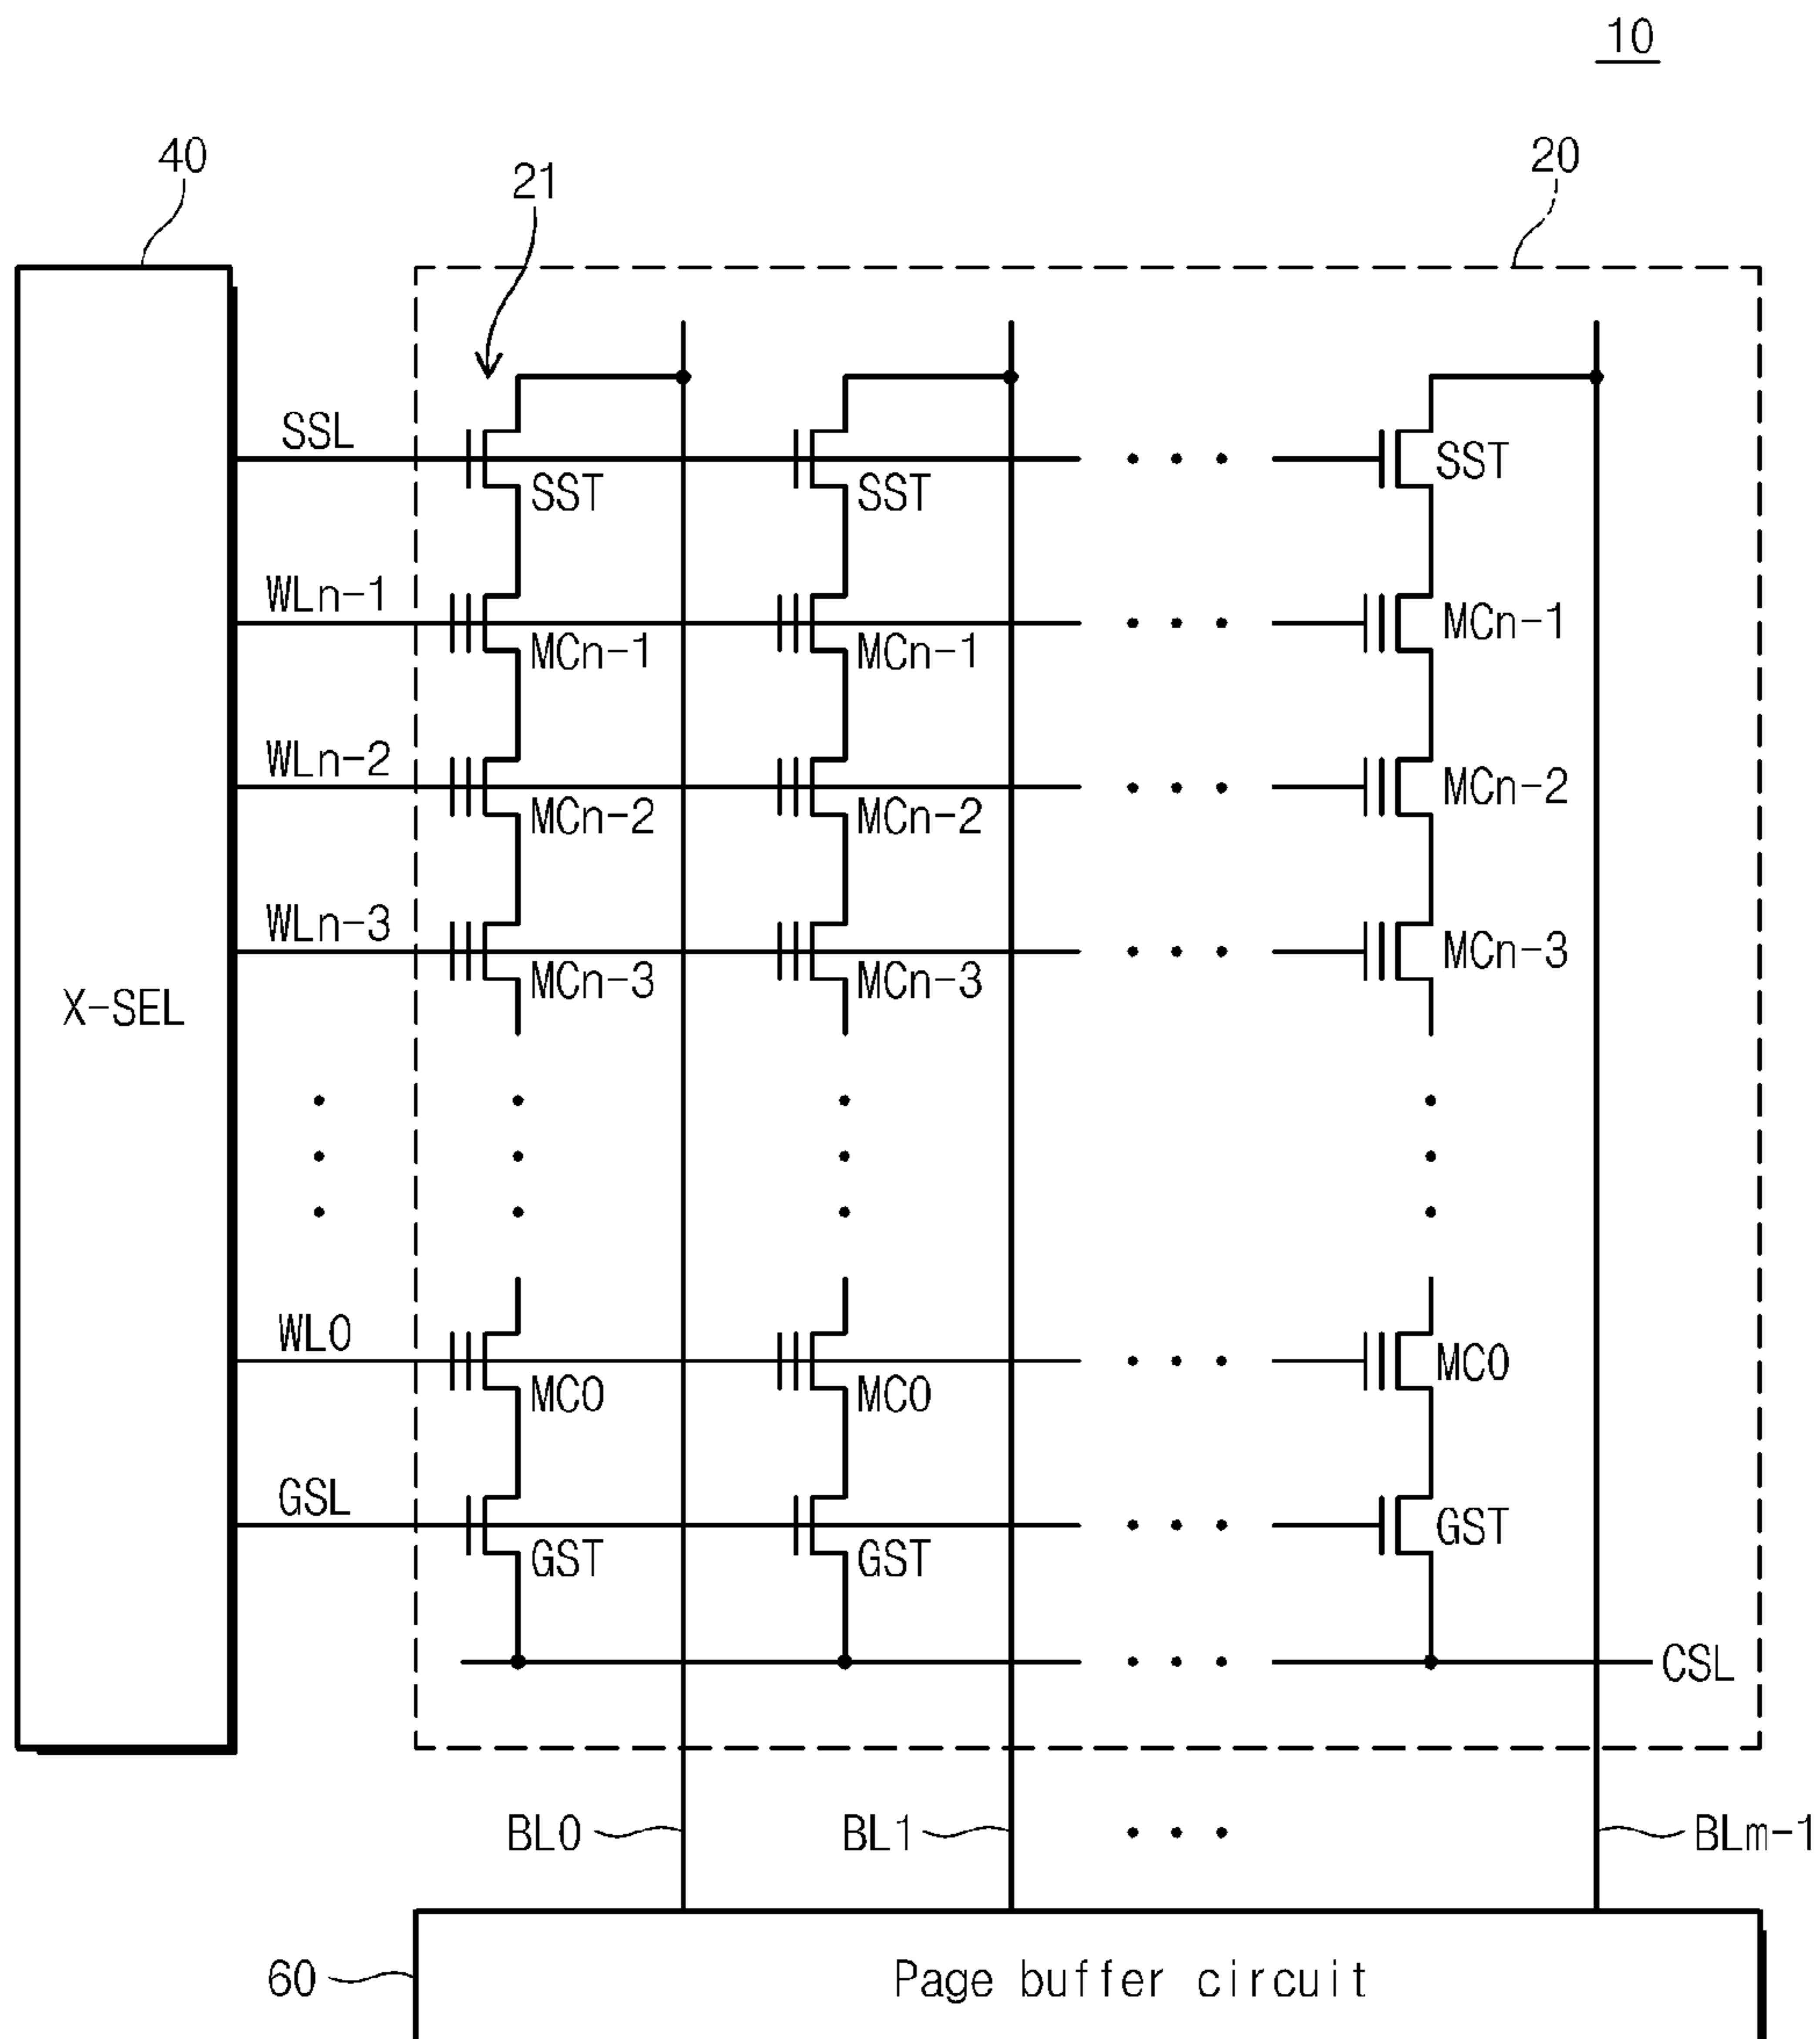 10
40
21
20
SSL
SST
SST
SST
WLn-1
MCn-1
MCn-1
MCn-1
WLn-2
MCn-2
MCn-2
MCn-2
WLn-3
MCn-3
MCn-3
MCn-3
X-SEL
WL0
MC0
MC0
MC0
GSL
GST
GST
GST
CSL
BL0
BL1
BLm-1
60
Page buffer circuit